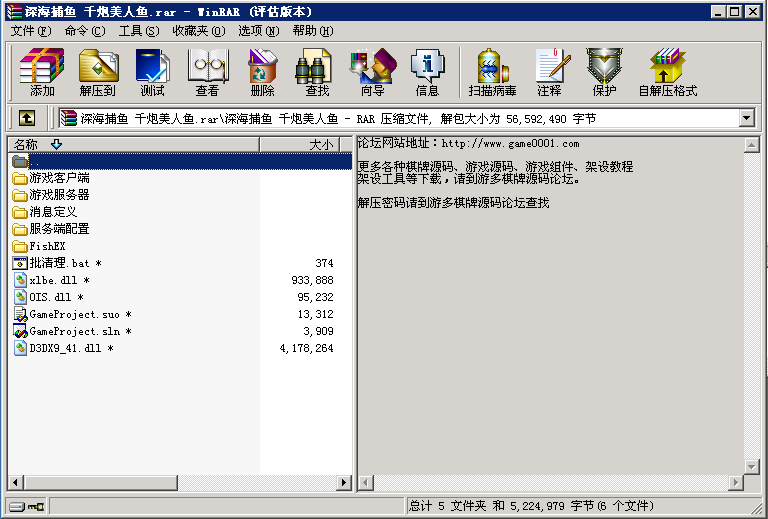 深海捕鱼 千炮美人鱼.rar - WinRAR (评估版本)
文件(F) 命令(C) 工具(S) 收藏夹(O) 选项(N) 帮助(H)
添加 解压到 测试 查看 删除 查找 向导 信息 扫描病毒 注释 保护 自解压格式
深海捕鱼 千炮美人鱼.rar\深海捕鱼 千炮美人鱼 - RAR 压缩文件, 解包大小为 56,592,490 字节
名称 大小
..
游戏客户端
游戏服务器
消息定义
服务端配置
FishEX
批清理.bat * 374
xlbe.dll * 933,888
OIS.dll * 95,232
GameProject.suo * 13,312
GameProject.sln * 3,909
D3DX9_41.dll * 4,178,264
论坛网站地址：http://www.game0001.com
更多各种棋牌源码、游戏源码、游戏组件、架设教程
架设工具等下载，请到游多棋牌源码论坛。
解压密码请到游多棋牌源码论坛查找
总计 5 文件夹 和 5,224,979 字节(6 个文件)